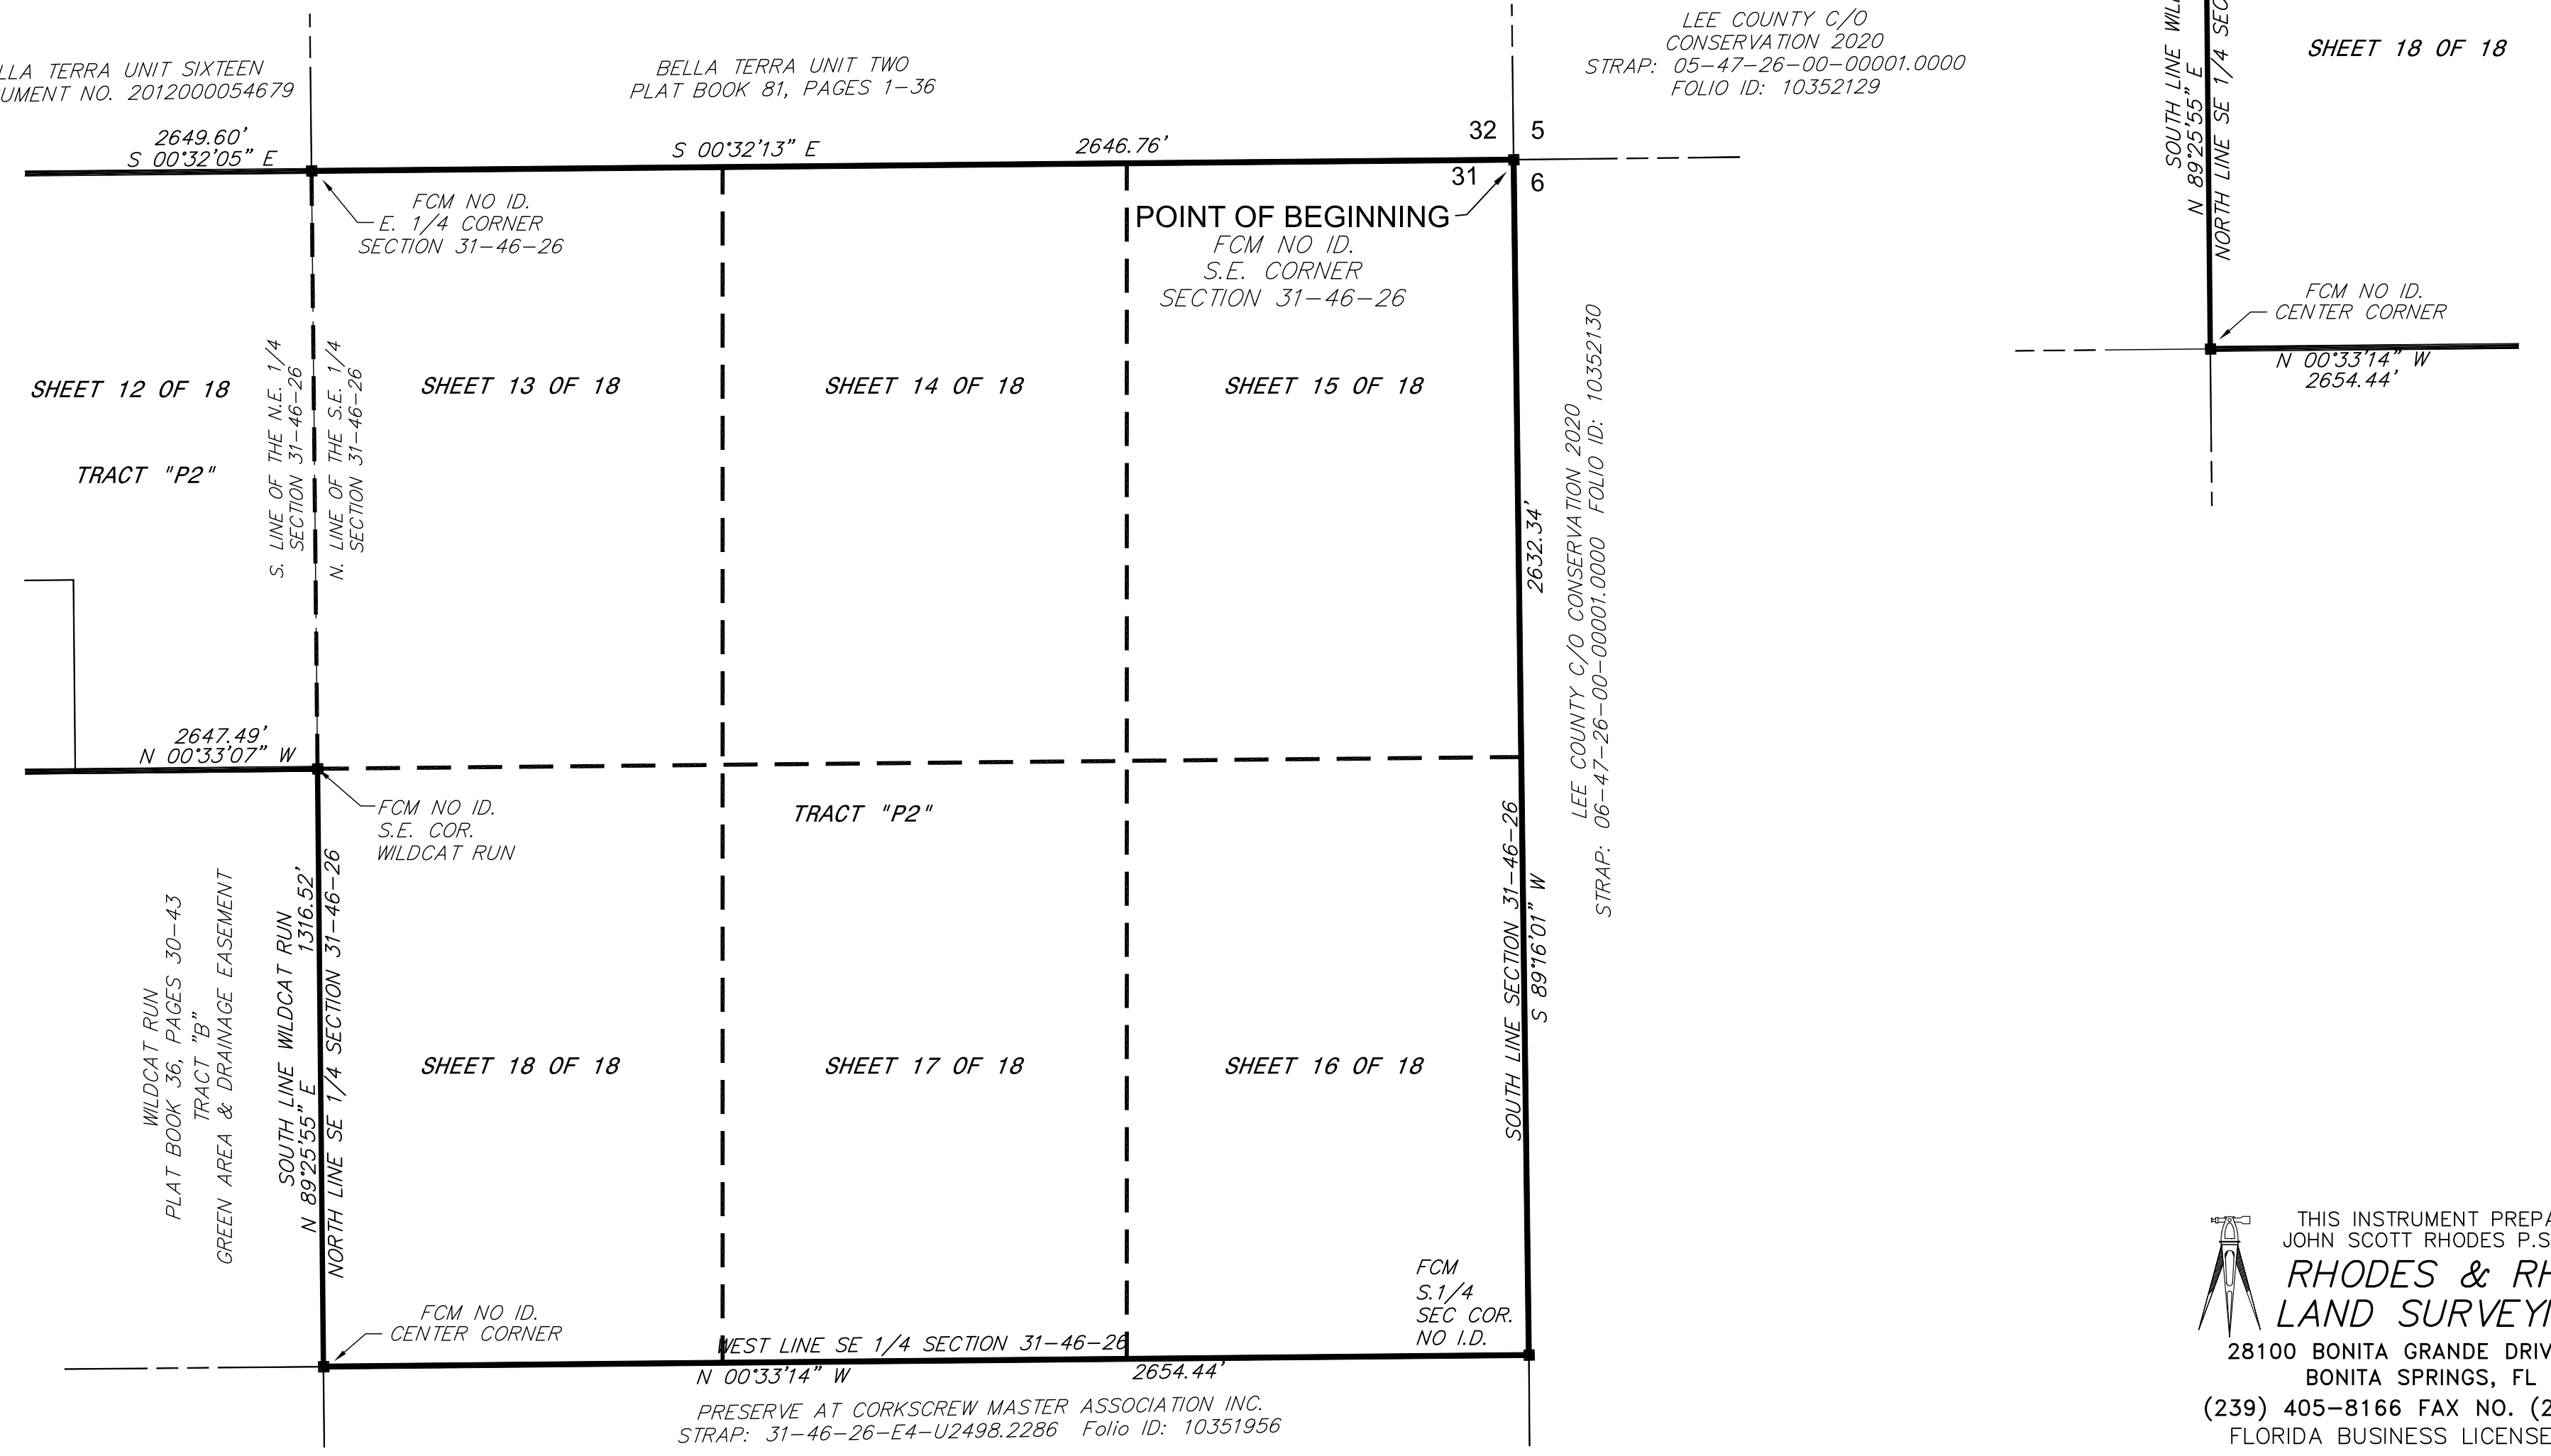 LLA TERRA UNIT SIXTEEN
UMENT NO. 2012000054679
2649.60'
S 00°32'05" E
BELLA TERRA UNIT TWO
PLAT BOOK 81, PAGES 1-36
S 00°32'13" E
2646.76'
LEE COUNTY C/O
CONSERVATION 2020
STRAP: 05-47-26-00-00001.0000
FOLIO ID: 10352129
32
5
31
6
POINT OF BEGINNING
FCM NO ID.
S.E. CORNER
SECTION 31-46-26
FCM NO ID.
E. 1/4 CORNER
SECTION 31-46-26
S. LINE OF THE N.E. 1/4
SECTION 31-46-26
N. LINE OF THE S.E. 1/4
SECTION 31-46-26
SHEET 12 OF 18
TRACT "P2"
SHEET 13 OF 18
SHEET 14 OF 18
SHEET 15 OF 18
2632.34'
LEE COUNTY C/O CONSERVATION 2020
STRAP: 06-47-26-00-00001.0000 FOLIO ID: 10352130
2647.49'
N 00°33'07" W
FCM NO ID.
S.E. COR.
WILDCAT RUN
TRACT "P2"
WILDCAT RUN
PLAT BOOK 36, PAGES 30-43
TRACT "B"
GREEN AREA & DRAINAGE EASEMENT
SOUTH LINE WILDCAT RUN
N 89°25'55" E
1316.52'
NORTH LINE SE 1/4 SECTION 31-46-26
SHEET 18 OF 18
SHEET 17 OF 18
SHEET 16 OF 18
SOUTH LINE SECTION 31-46-26
S 89°16'01" W
FCM NO ID.
CENTER CORNER
FCM
S.1/4
SEC COR.
NO I.D.
WEST LINE SE 1/4 SECTION 31-46-26
N 00°33'14" W
2654.44'
PRESERVE AT CORKSCREW MASTER ASSOCIATION INC.
STRAP: 31-46-26-E4-U2498.2286 Folio ID: 10351956
SOUTH LINE WIL
N 89°25'55" E
NORTH LINE SE 1/4 SEC
SHEET 18 OF 18
FCM NO ID.
CENTER CORNER
N 00°33'14" W
2654.44'
THIS INSTRUMENT PREPA
JOHN SCOTT RHODES P.S
RHODES & RH
LAND SURVEYI
28100 BONITA GRANDE DRIV
BONITA SPRINGS, FL
(239) 405-8166 FAX NO. (2
FLORIDA BUSINESS LICENSE